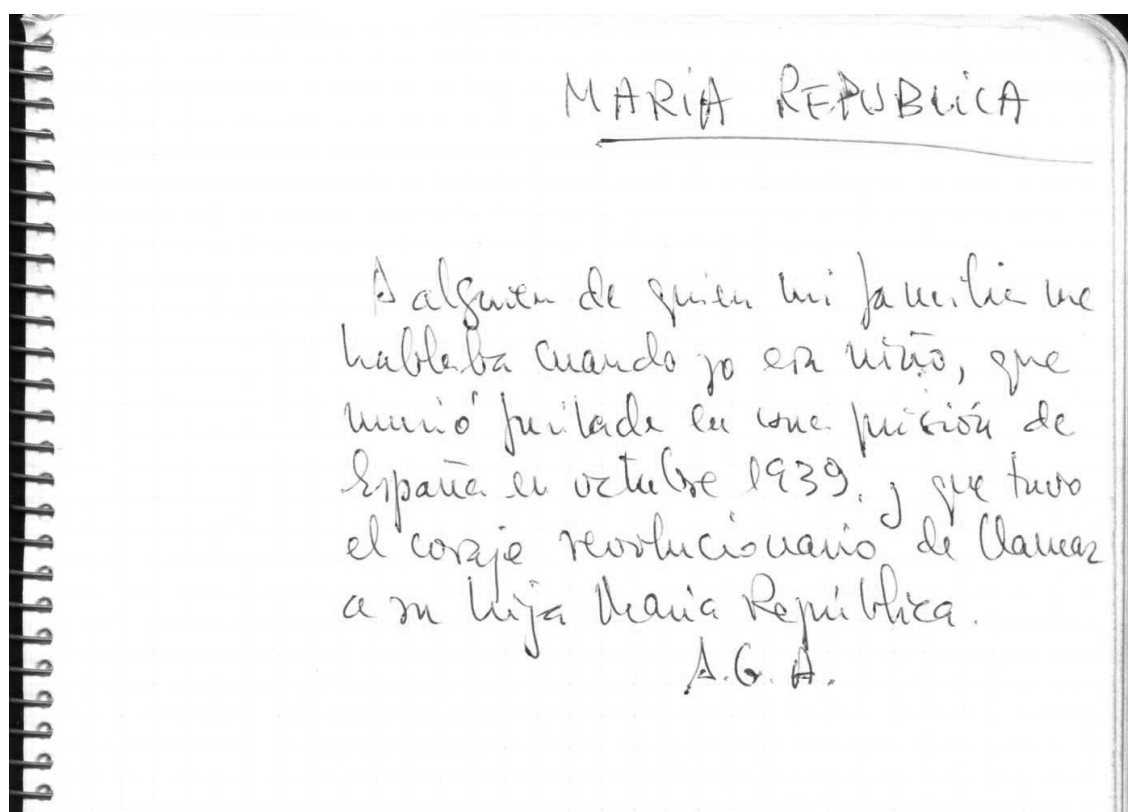 MARiA REPUBLiCA
A alguien de quien mi familia me
hablaba cuando yo era niño, que
murió fusilada en una prisión de
España en octubre 1939, y que tuvo
el coraje revolucionario de llamar
a su hija María República.
A.G.A.